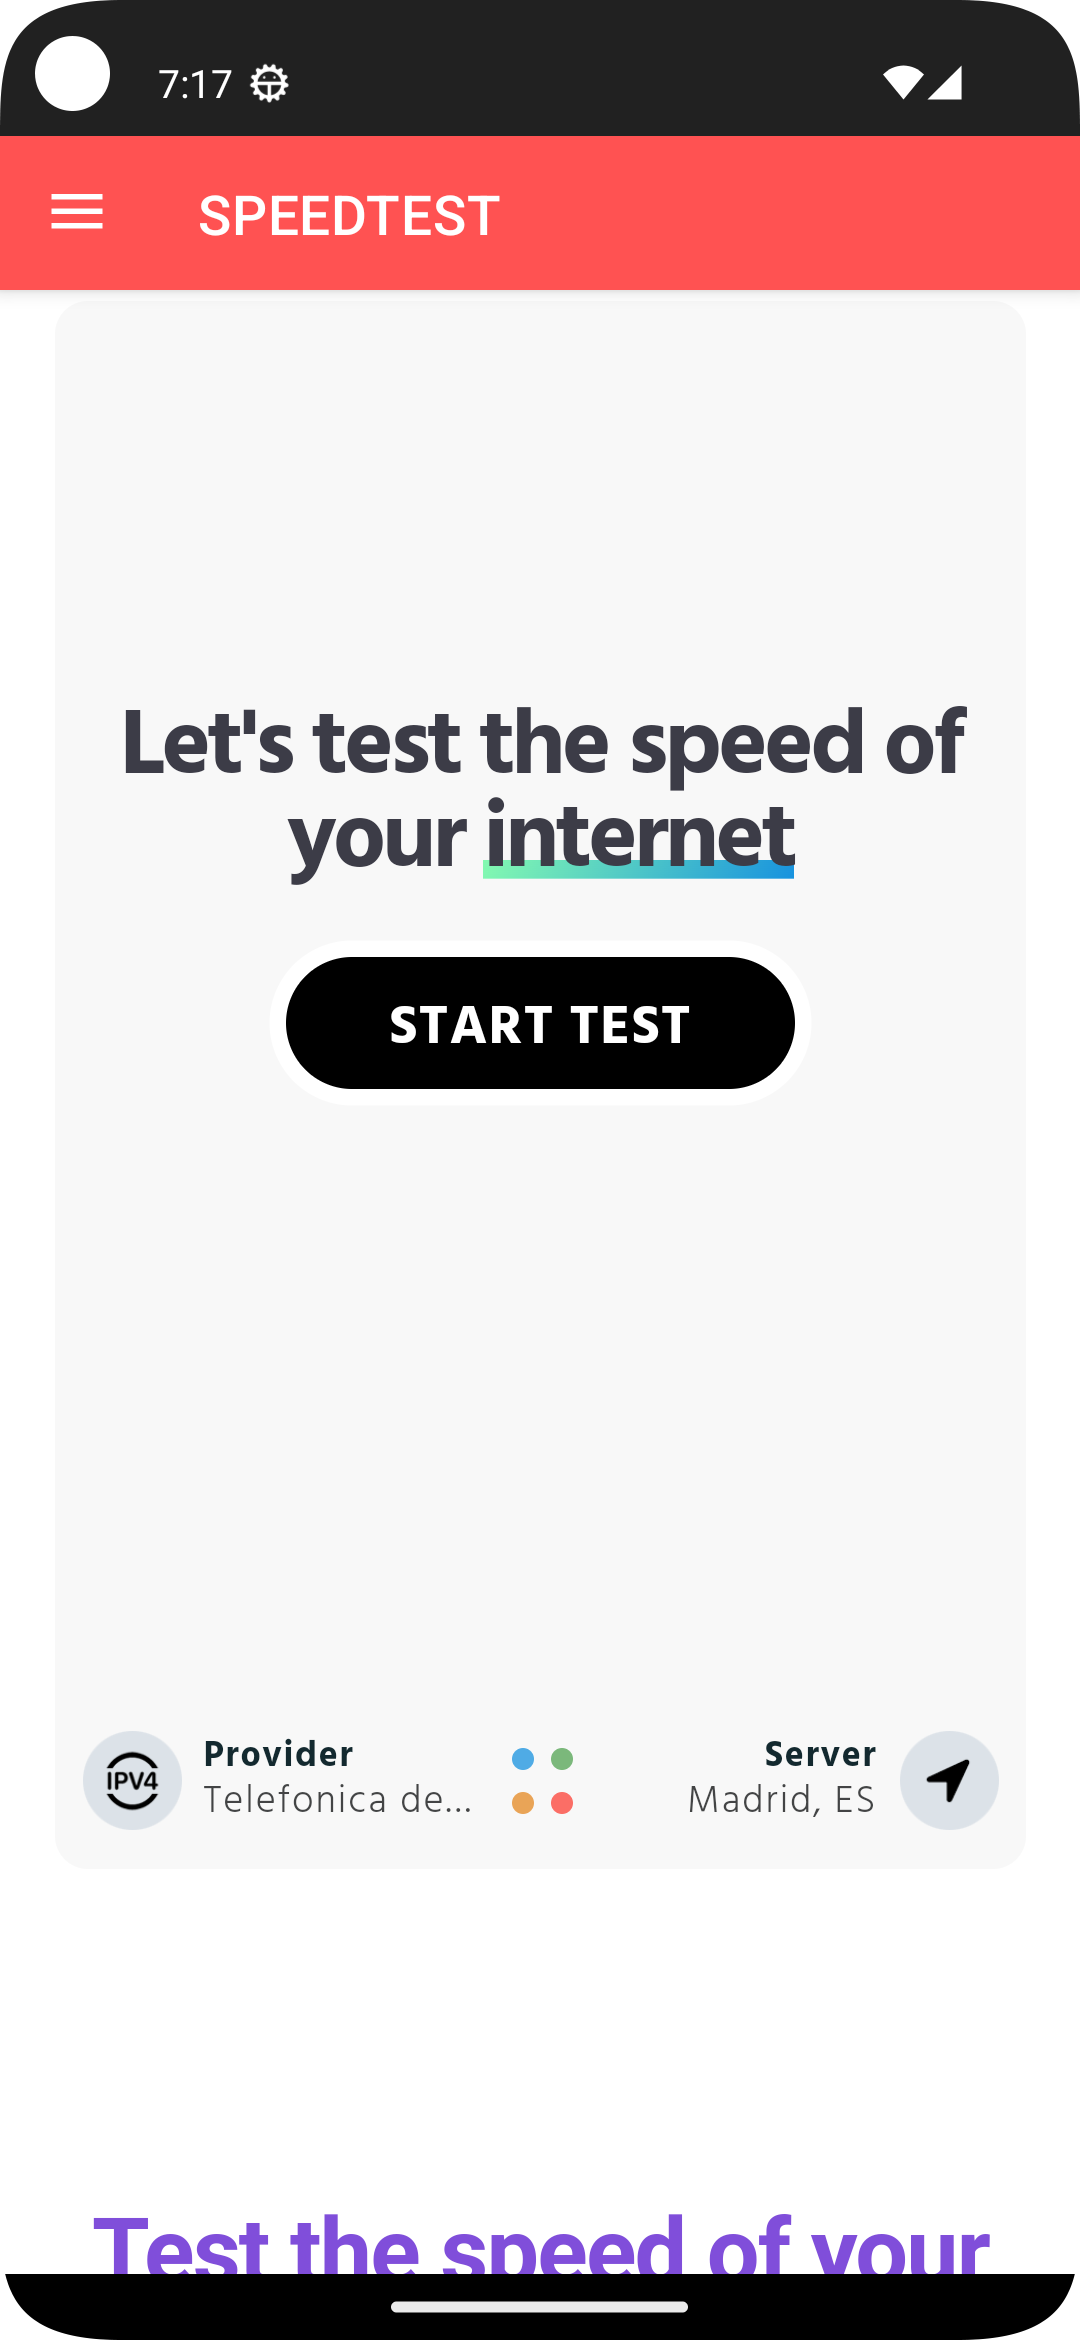 7:17
SPEEDTEST
Let's test the speed of
your internet
START TEST
IPV4
Provider
Telefonica de...
Server
Madrid, ES
Test the speed of your